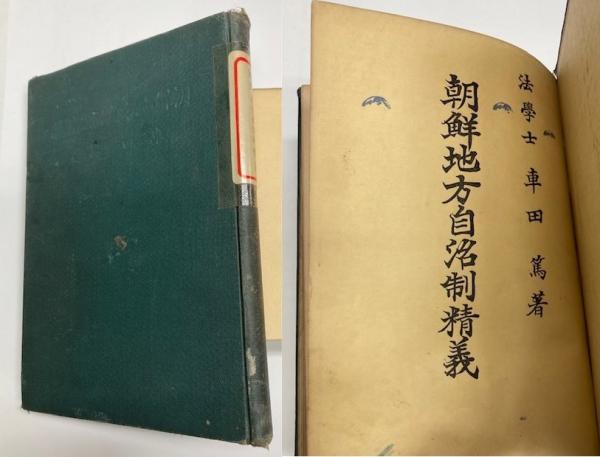 法學士 車田篤著
朝鮮地方自治制精義